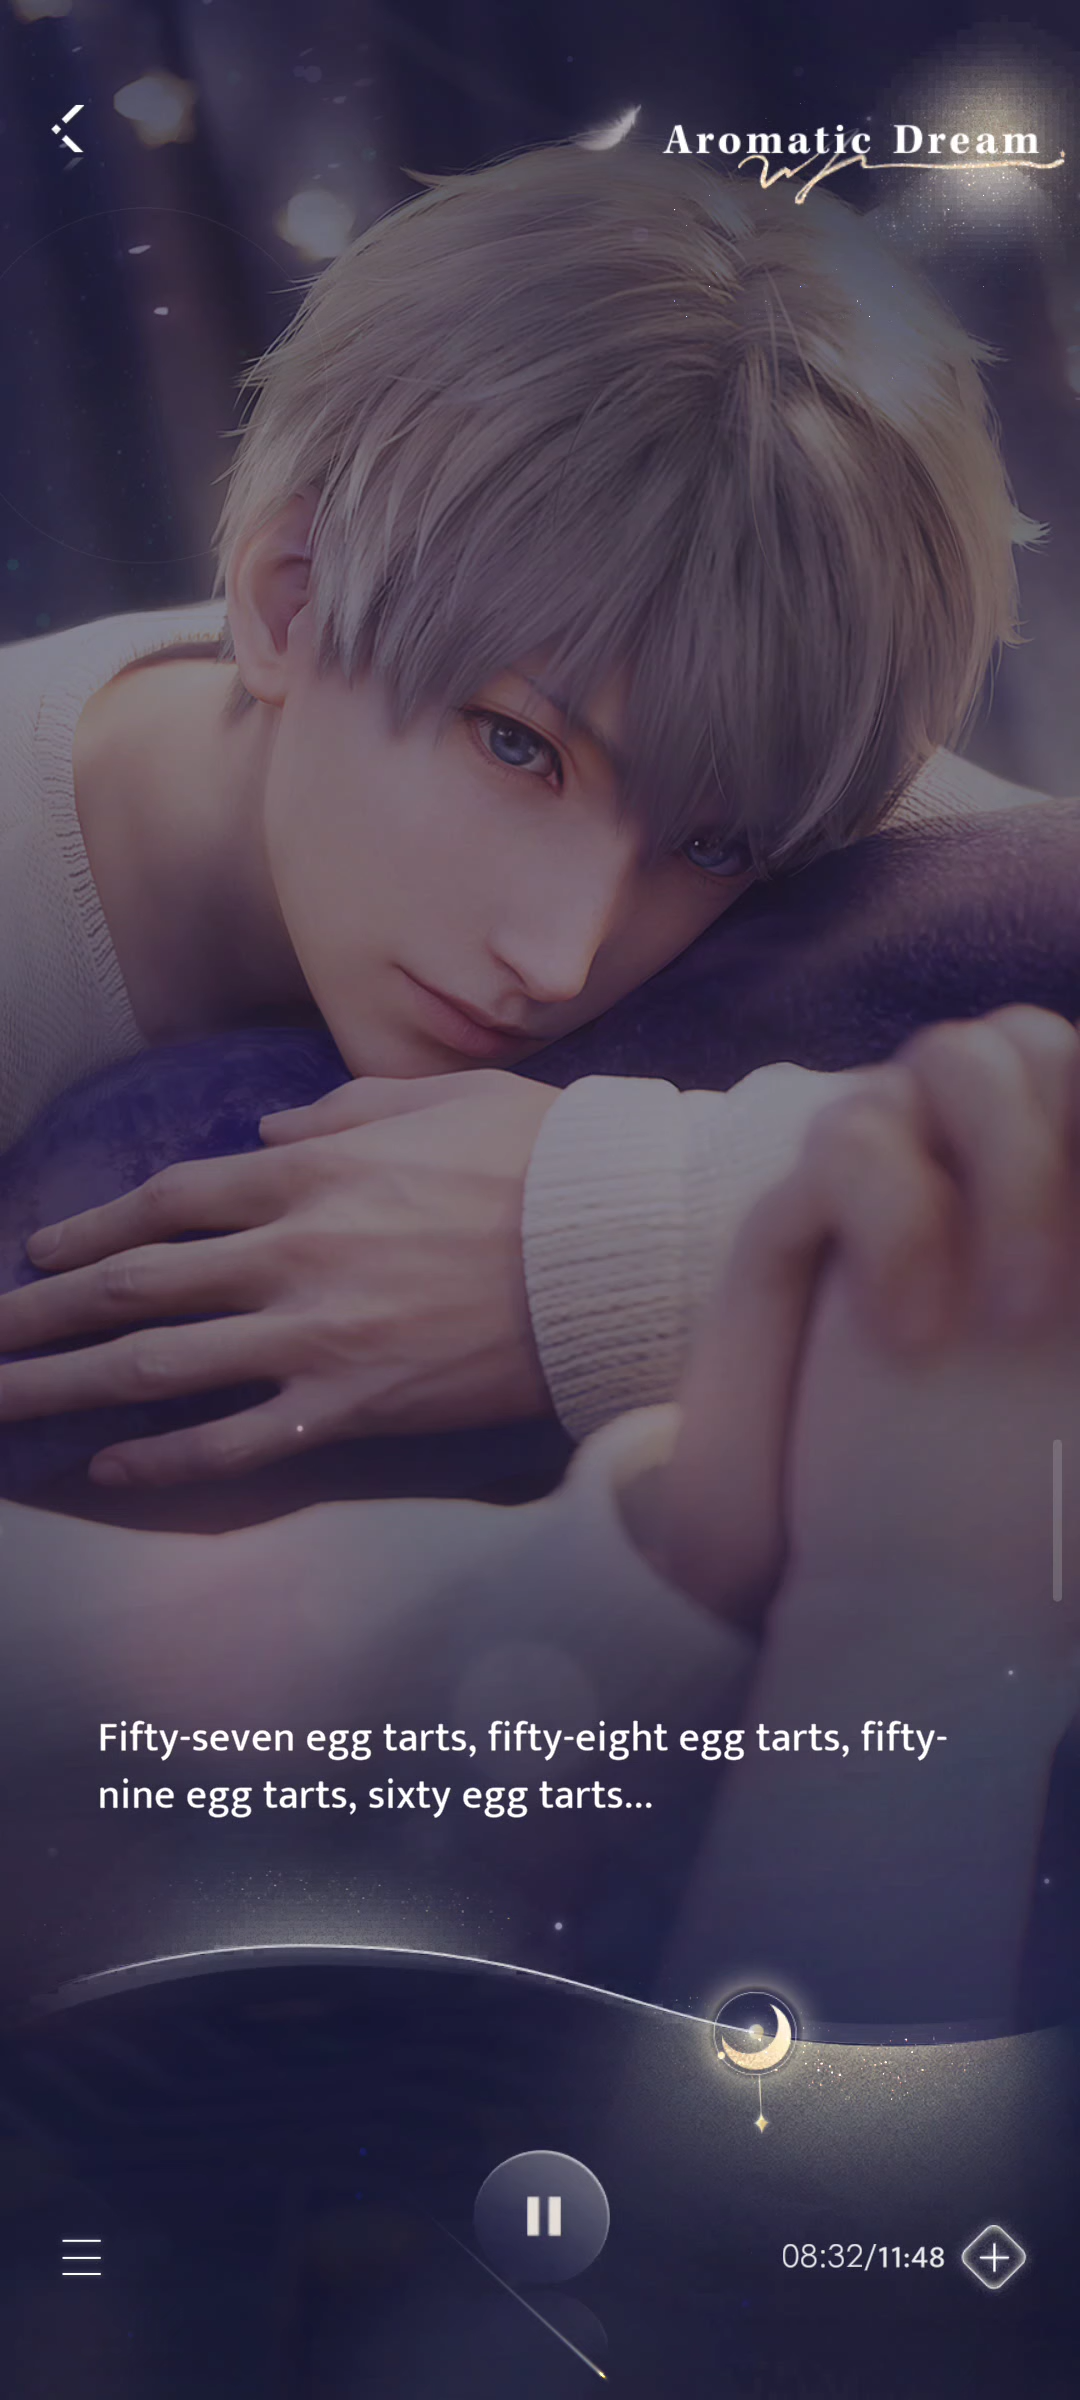 Aromatic Dream
Fifty-seven egg tarts, fifty-eight egg tarts, fifty-
nine egg tarts, sixty egg tarts...
08:32/11:48